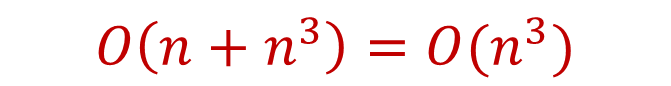 O(n + n³) = O(n³)